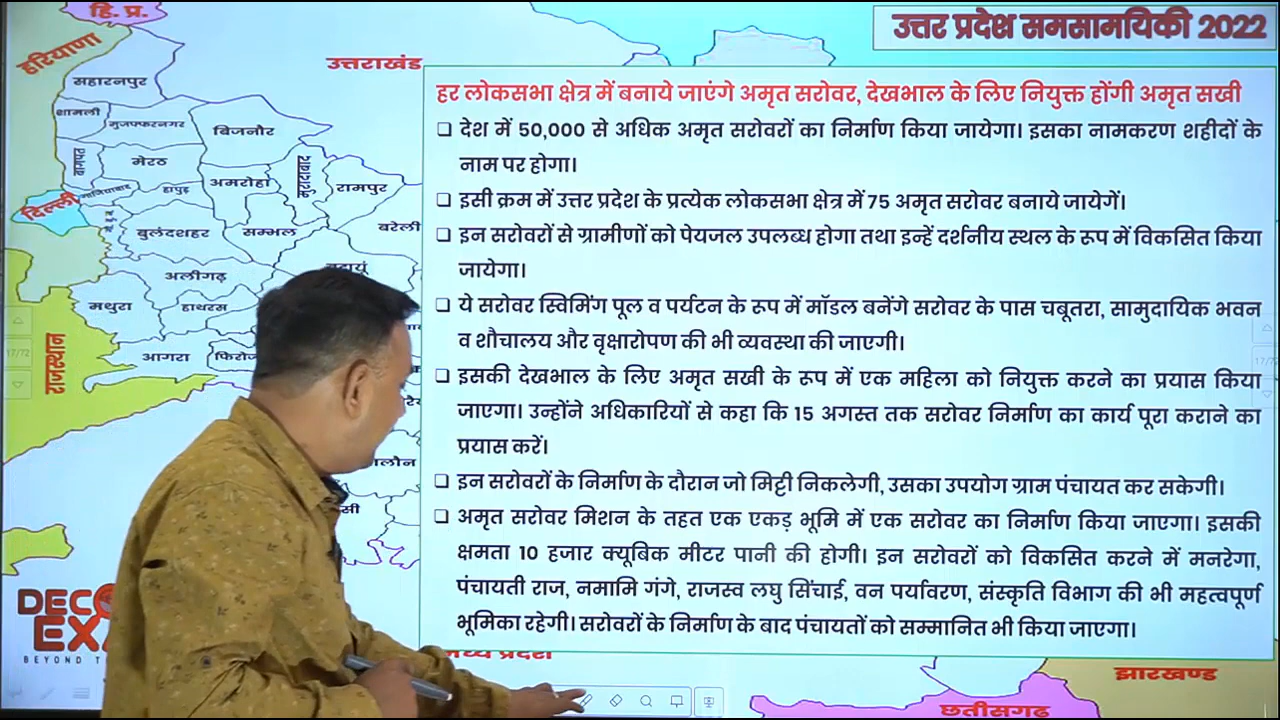 हि. प्र.
उत्तर प्रदेश समसामयिकी 2022
हरियाणा
उत्तराखंड
सहारनपुर
शामली
मुजफ्फरनगर
बिजनौर
बागपत
मेरठ
हापुड़
अमरोहा
मुरादाबाद
रामपुर
दिल्ली
गाजियाबाद
बुलंदशहर
सम्भल
बरेली
अलीगढ़
बदायूं
मथुरा
हाथरस
राजस्थान
आगरा
फिरोज
हर लोकसभा क्षेत्र में बनाये जाएंगे अमृत सरोवर, देखभाल के लिए नियुक्त होंगी अमृत सखी
❑ देश में 50,000 से अधिक अमृत सरोवरों का निर्माण किया जायेगा। इसका नामकरण शहीदों के
नाम पर होगा।
❑ इसी क्रम में उत्तर प्रदेश के प्रत्येक लोकसभा क्षेत्र में 75 अमृत सरोवर बनाये जायेगें।
❑ इन सरोवरों से ग्रामीणों को पेयजल उपलब्ध होगा तथा इन्हें दर्शनीय स्थल के रूप में विकसित किया
जायेगा।
❑ ये सरोवर स्विमिंग पूल व पर्यटन के रूप में मॉडल बनेंगे सरोवर के पास चबूतरा, सामुदायिक भवन
व शौचालय और वृक्षारोपण की भी व्यवस्था की जाएगी।
❑ इसकी देखभाल के लिए अमृत सखी के रूप में एक महिला को नियुक्त करने का प्रयास किया
जाएगा। उन्होंने अधिकारियों से कहा कि 15 अगस्त तक सरोवर निर्माण का कार्य पूरा कराने का
प्रयास करें।
❑ इन सरोवरों के निर्माण के दौरान जो मिट्टी निकलेगी, उसका उपयोग ग्राम पंचायत कर सकेगी।
❑ अमृत सरोवर मिशन के तहत एक एकड़ भूमि में एक सरोवर का निर्माण किया जाएगा। इसकी
क्षमता 10 हजार क्यूबिक मीटर पानी की होगी। इन सरोवरों को विकसित करने में मनरेगा,
पंचायती राज, नमामि गंगे, राजस्व लघु सिंचाई, वन पर्यावरण, संस्कृति विभाग की भी महत्वपूर्ण
भूमिका रहेगी। सरोवरों के निर्माण के बाद पंचायतों को सम्मानित भी किया जाएगा।
लौन
सी
17/72
17/72
DECO
EXA
BEYOND T
मध्य प्रदेश
झारखण्ड
छत्तीसगढ़